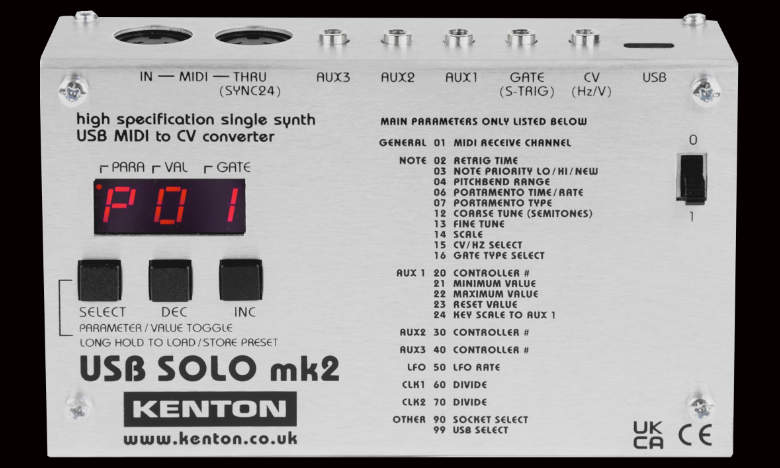 IN — MIDI — THRU
(SYNC24)
AUX3
AUX2
AUX1
GATE
(S-TRIG)
CV
(Hz/V)
USB
high specification single synth
USB MIDI to CV converter
PARA / VAL GATE
P01
SELECT DEC INC
PARAMETER / VALUE TOGGLE
LONG HOLD TO LOAD / STORE PRESET
USB SOLO mk2
KENTON
www.kenton.co.uk
MAIN PARAMETERS ONLY LISTED BELOW
GENERAL 01 MIDI RECEIVE CHANNEL
NOTE 02 RETRIG TIME
03 NOTE PRIORITY LO/HI/NEW
04 PITCHBEND RANGE
06 PORTAMENTO TIME/RATE
07 PORTAMENTO TYPE
12 COARSE TUNE (SEMITONES)
13 FINE TUNE
14 SCALE
15 CV/HZ SELECT
16 GATE TYPE SELECT
AUX 1 20 CONTROLLER #
21 MINIMUM VALUE
22 MAXIMUM VALUE
23 RESET VALUE
24 KEY SCALE TO AUX 1
AUX2 30 CONTROLLER #
AUX3 40 CONTROLLER #
LFO 50 LFO RATE
CLK1 60 DIVIDE
CLK2 70 DIVIDE
OTHER 90 SOCKET SELECT
99 USB SELECT
0
1
UK
CA CE